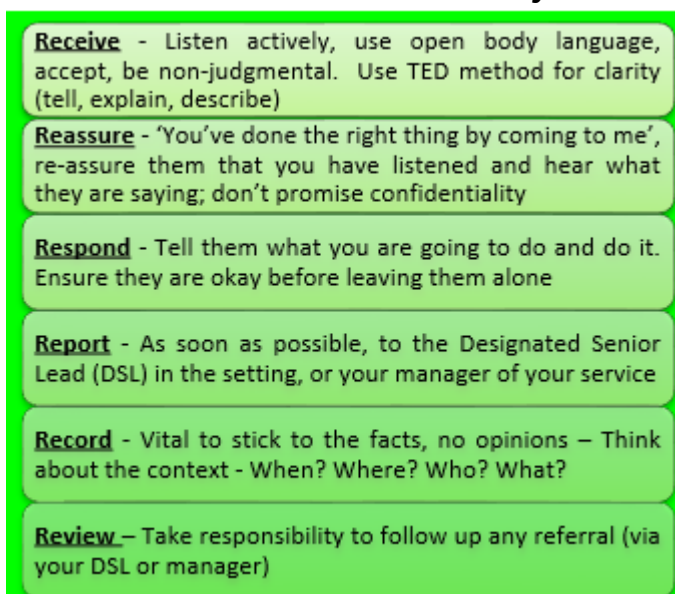 Receive - Listen actively, use open body language,
accept, be non-judgmental. Use TED method for clarity
(tell, explain, describe)
Reassure - ‘You’ve done the right thing by coming to me’,
re-assure them that you have listened and hear what
they are saying; don’t promise confidentiality
Respond - Tell them what you are going to do and do it.
Ensure they are okay before leaving them alone
Report - As soon as possible, to the Designated Senior
Lead (DSL) in the setting, or your manager of your service
Record - Vital to stick to the facts, no opinions – Think
about the context - When? Where? Who? What?
Review – Take responsibility to follow up any referral (via
your DSL or manager)